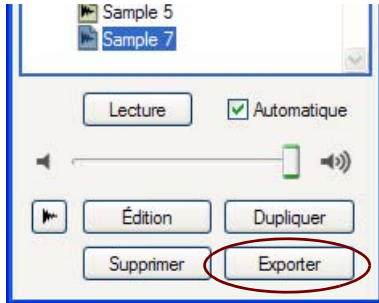 Sample 5
Sample 7
Lecture Automatique
Édition Dupliquer
Supprimer Exporter